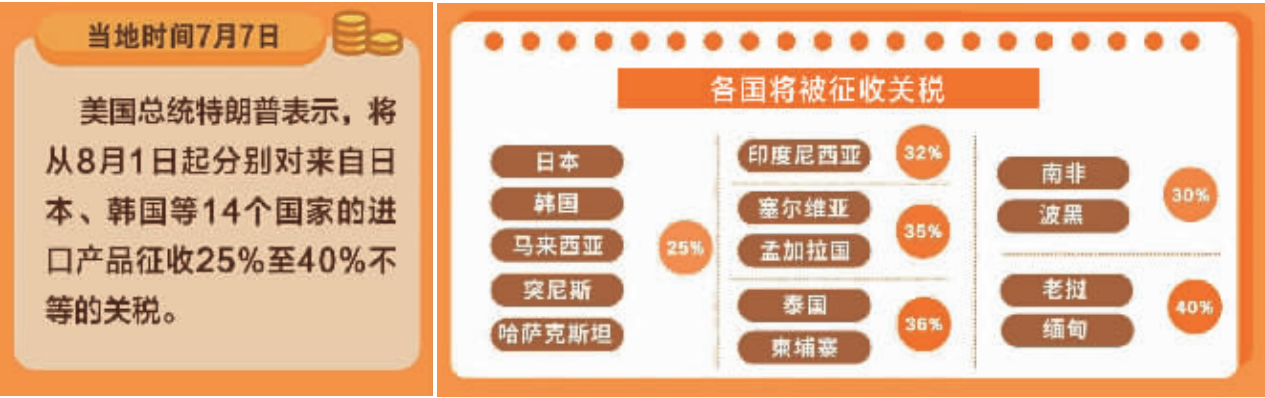 当地时间7月7日
美国总统特朗普表示，将
从8月1日起分别对来自日
本、韩国等14个国家的进
口产品征收25%至40%不
等的关税。
各国将被征收关税
日本
韩国
马来西亚
突尼斯
哈萨克斯坦
25%
印度尼西亚
32%
塞尔维亚
孟加拉国
35%
泰国
柬埔寨
36%
南非
波黑
30%
老挝
缅甸
40%